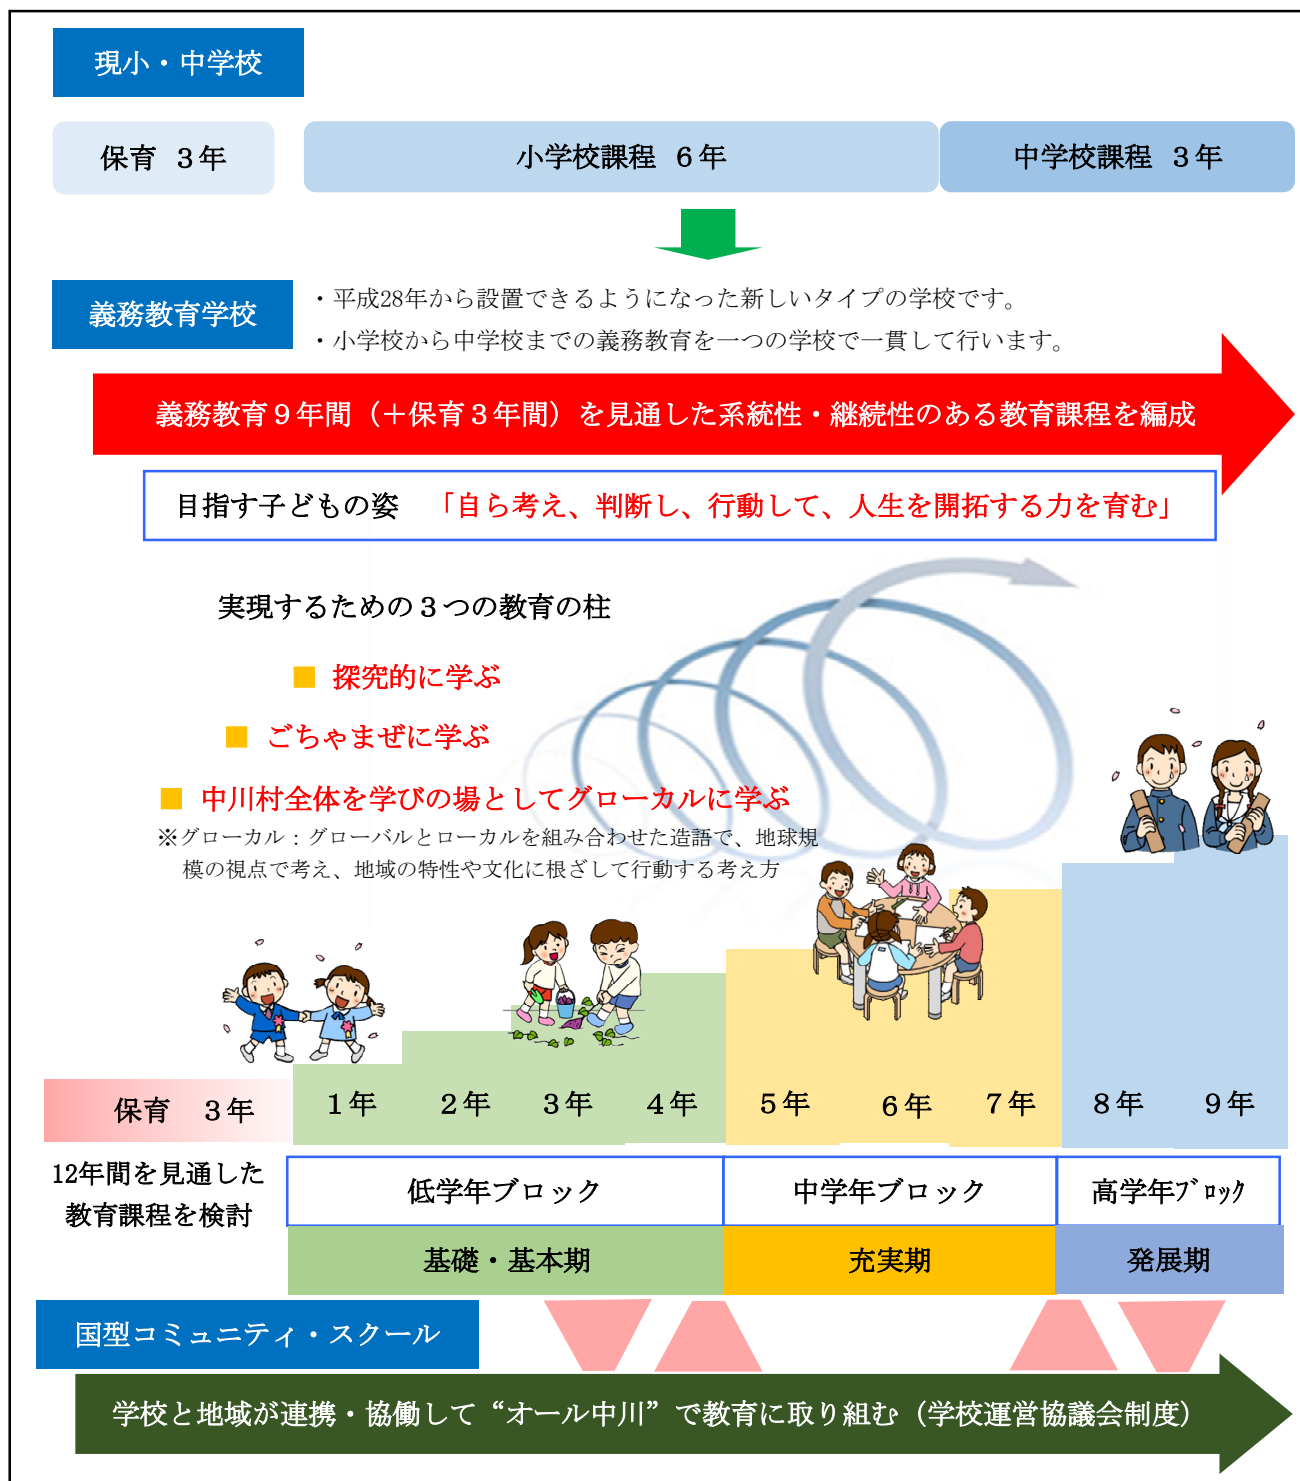 現小・中学校
保育 ３年
小学校課程 ６年
中学校課程 ３年
義務教育学校
・平成28年から設置できるようになった新しいタイプの学校です。
・小学校から中学校までの義務教育を一つの学校で一貫して行います。
義務教育９年間（＋保育３年間）を見通した系統性・継続性のある教育課程を編成
目指す子どもの姿 「自ら考え、判断し、行動して、人生を開拓する力を育む」
実現するための３つの教育の柱
■ 探究的に学ぶ
■ ごちゃまぜに学ぶ
■ 中川村全体を学びの場としてグローカルに学ぶ
※グローカル：グローバルとローカルを組み合わせた造語で、地球規
模の視点で考え、地域の特性や文化に根ざして行動する考え方
保育 ３年
１年
２年
３年
４年
５年
６年
７年
８年
９年
12年間を見通した
教育課程を検討
低学年ブロック
中学年ブロック
高学年ﾌﾞﾛｯｸ
基礎・基本期
充実期
発展期
国型コミュニティ・スクール
学校と地域が連携・協働して“オール中川”で教育に取り組む（学校運営協議会制度）